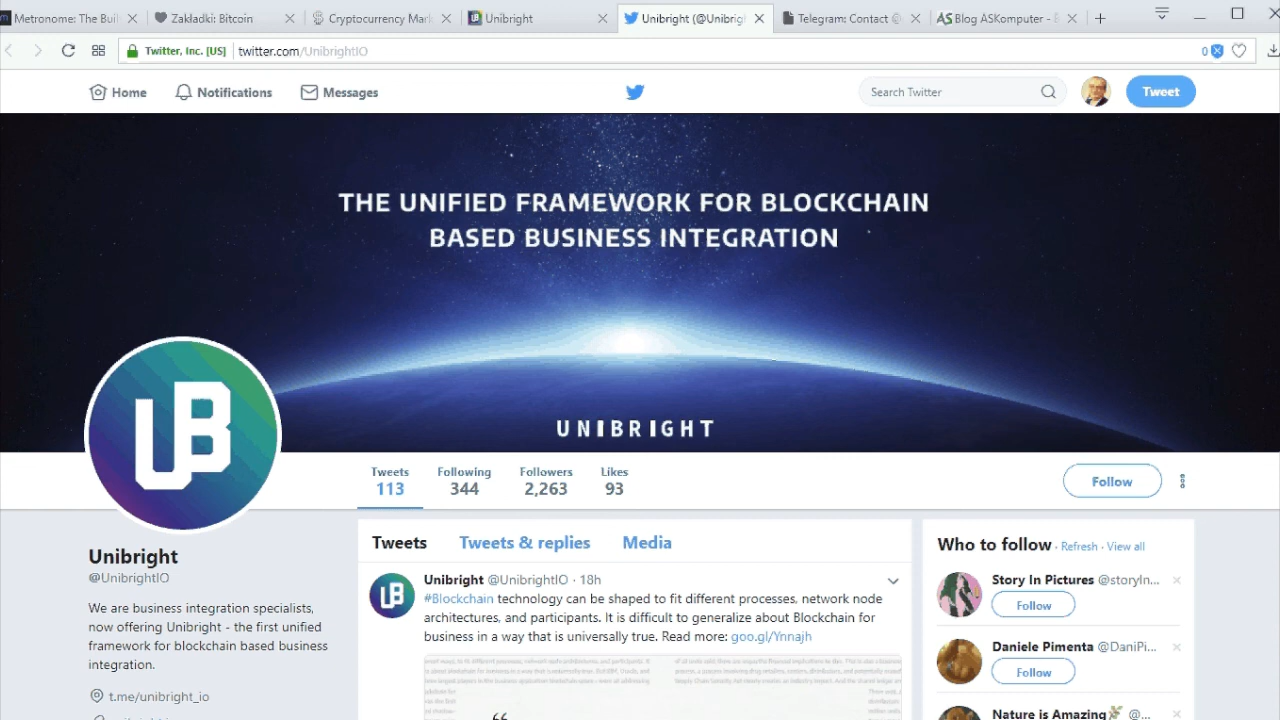 Metronome: The Buil
Zakładki: Bitcoin
Cryptocurrency Mark
Unibright
Unibright (@Unibrigh
Telegram: Contact @
Blog ASKomputer - B
Twitter, Inc. [US]
twitter.com/UnibrightIO
0
Home
Notifications
Messages
Search Twitter
Tweet
THE UNIFIED FRAMEWORK FOR BLOCKCHAIN
BASED BUSINESS INTEGRATION
UB
UNIBRIGHT
Tweets
113
Following
344
Followers
2,263
Likes
93
Follow
Unibright
@UnibrightIO
We are business integration specialists,
now offering Unibright - the first unified
framework for blockchain based business
integration.
t.me/unibright_io
Tweets
Tweets & replies
Media
UB
Unibright @UnibrightIO · 18h
#Blockchain technology can be shaped to fit different processes, network node
architectures, and participants. It is difficult to generalize about Blockchain for
business in a way that is universally true. Read more: goo.gl/Ynnajh
Who to follow · Refresh · View all
Story In Pictures @storyIn...
Follow
Daniele Pimenta @DaniPi...
Follow
Nature is Amazing @...